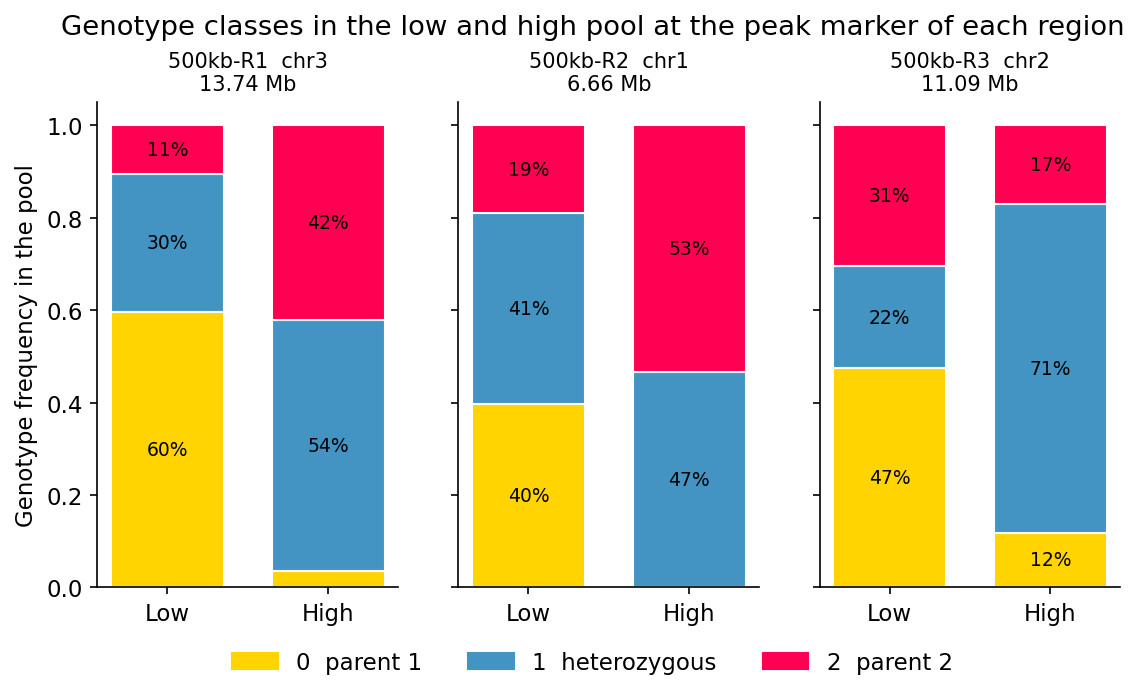 Genotype classes in the low and high pool at the peak marker of each region
500kb-R1  chr3
13.74 Mb
500kb-R2  chr1
6.66 Mb
500kb-R3  chr2
11.09 Mb
Genotype frequency in the pool
1.0
0.8
0.6
0.4
0.2
0.0
11%
30%
60%
42%
54%
Low
High
19%
41%
40%
53%
47%
Low
High
31%
22%
47%
17%
71%
12%
Low
High
0  parent 1
1  heterozygous
2  parent 2